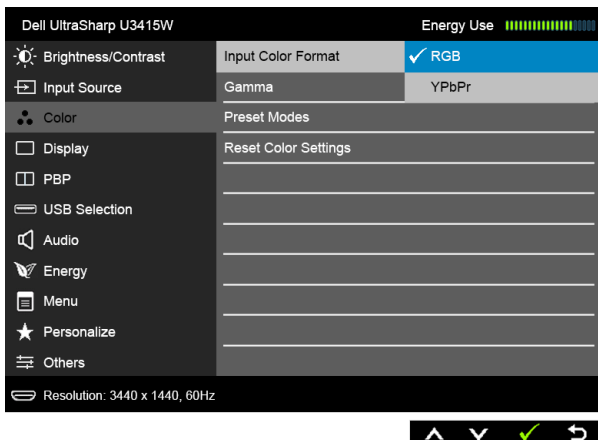 Dell UltraSharp U3415W
Energy Use
Brightness/Contrast
Input Color Format
RGB
Input Source
Gamma
YPbPr
Color
Preset Modes
Display
Reset Color Settings
PBP
USB Selection
Audio
Energy
Menu
Personalize
Others
Resolution: 3440 x 1440, 60Hz